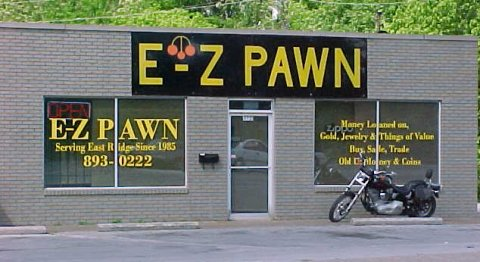 E-Z PAWN
OPEN
E-Z PAWN
Serving East Ridge Since 1985
893-0222
Money Loaned on,
Gold, Jewelry & Things of Value
Buy, Sale, Trade
Old Money & Coins
ZIPPO